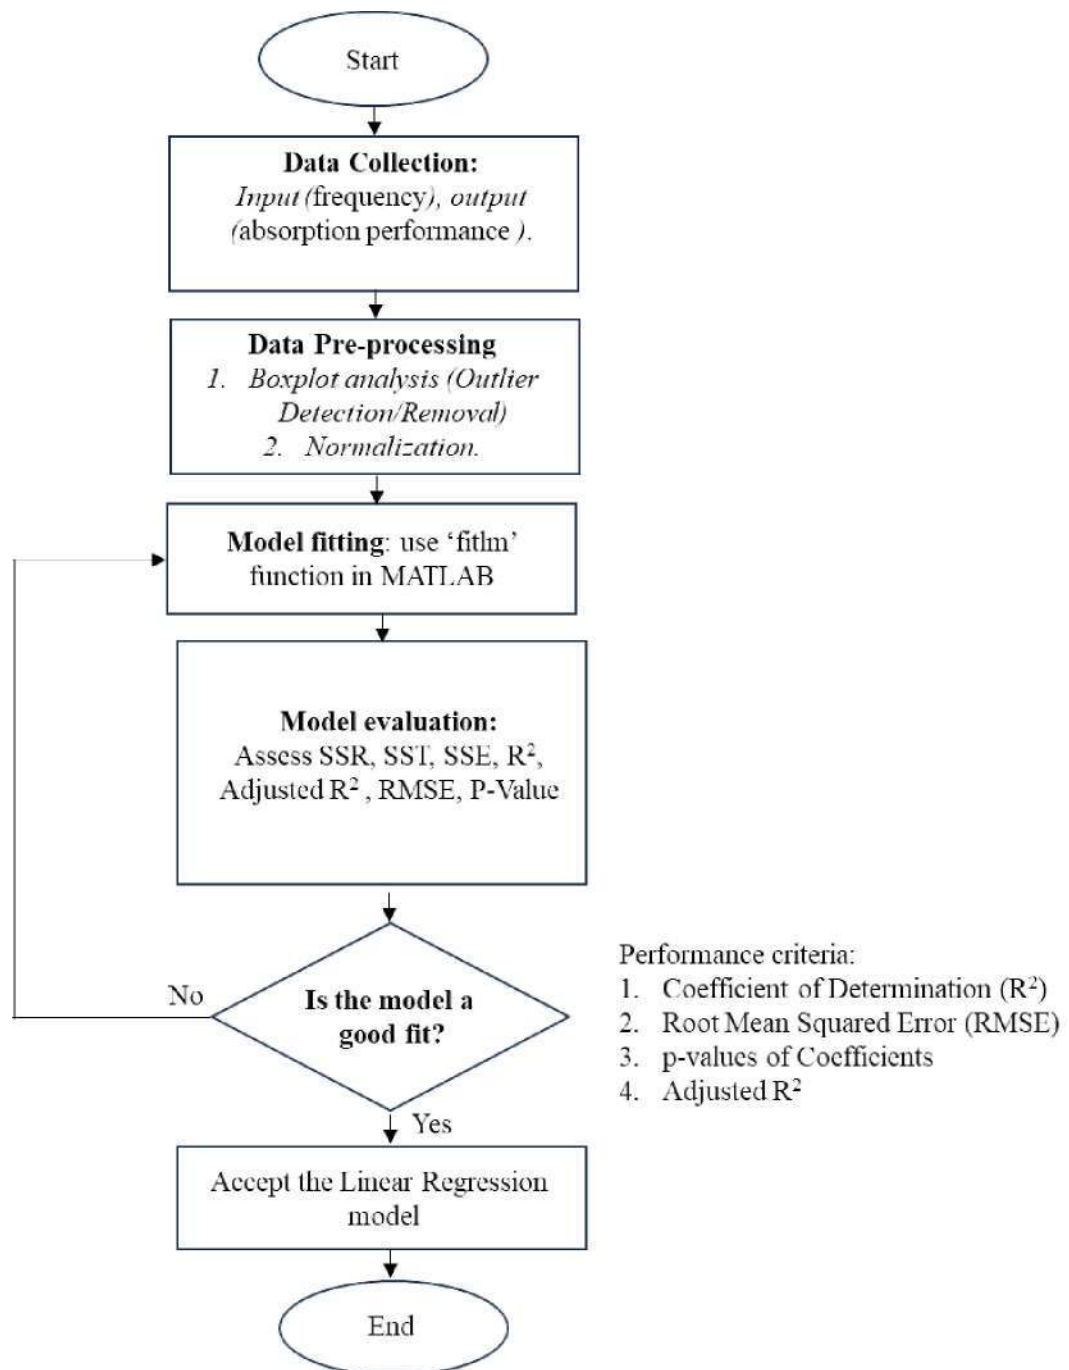 Start
Data Collection:
Input (frequency), output
(absorption performance ).
Data Pre-processing
1. Boxplot analysis (Outlier
Detection/Removal)
2. Normalization.
Model fitting: use ‘fitlm’
function in MATLAB
Model evaluation:
Assess SSR, SST, SSE, R²,
Adjusted R² , RMSE, P-Value
Is the model a
good fit?
No
Performance criteria:
1. Coefficient of Determination (R²)
2. Root Mean Squared Error (RMSE)
3. p-values of Coefficients
4. Adjusted R²
Yes
Accept the Linear Regression
model
End